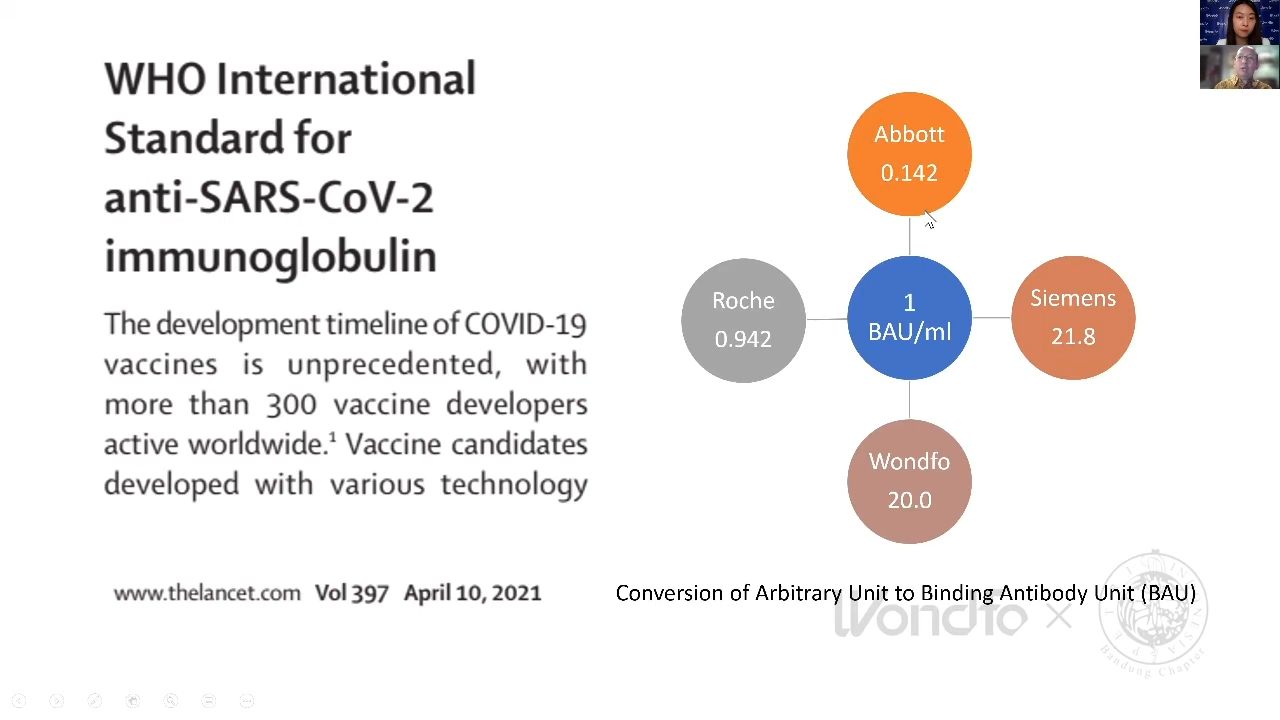 WHO International
Standard for
anti-SARS-CoV-2
immunoglobulin
The development timeline of COVID-19
vaccines is unprecedented, with
more than 300 vaccine developers
active worldwide.¹ Vaccine candidates
developed with various technology
www.thelancet.com Vol 397 April 10, 2021
Abbott
0.142
Roche
0.942
1
BAU/ml
Siemens
21.8
Wondfo
20.0
Conversion of Arbitrary Unit to Binding Antibody Unit (BAU)
Wondfo ×
Bandung Chapter